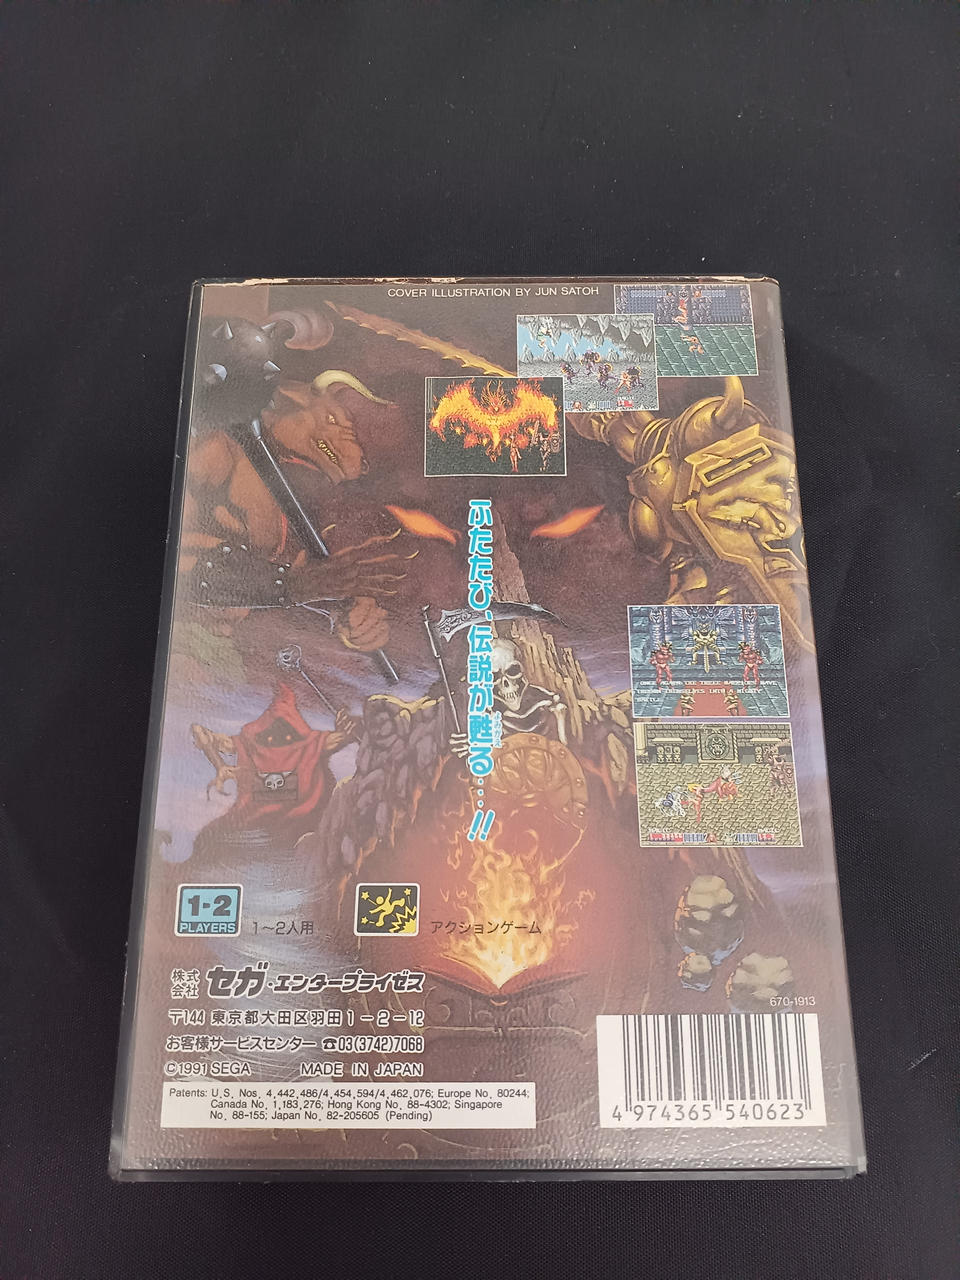 COVER ILLUSTRATION BY JUN SATOH
ふたたび、伝説が甦る…!!
よみがえ
1-2
PLAYERS
1〜2人用
アクションゲーム
株式会社 セガ・エンタープライゼス
〒144 東京都大田区羽田1-2-12
お客様サービスセンター ☎03(3742)7068
©1991 SEGA MADE IN JAPAN
Patents: U.S. Nos. 4,442,486/4,454,594/4,462,076; Europe No. 80244;
Canada No. 1,183,276; Hong Kong No. 88-4302; Singapore
No. 88-155; Japan No. 82-205605 (Pending)
670-1913
4 974365 540623